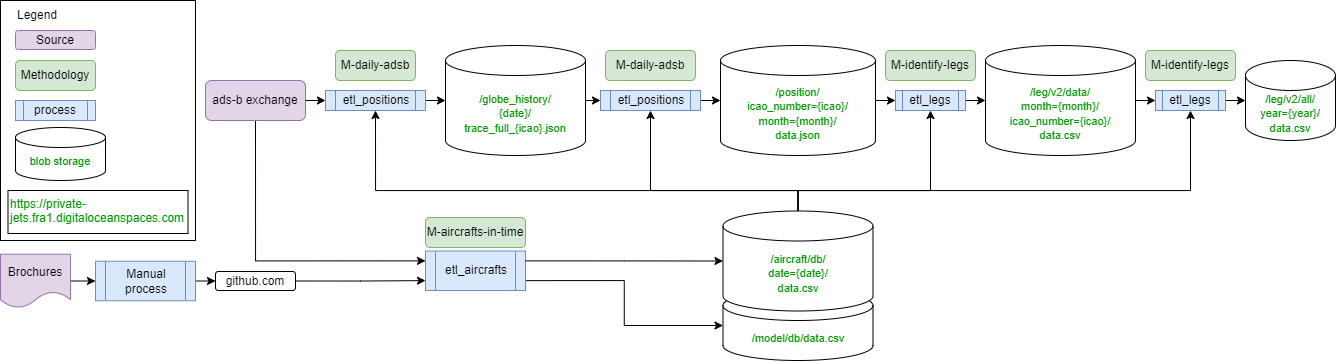 Legend
Source
Methodology
process
blob storage
https://private-
jets.fra1.digitaloceanspaces.com
M-daily-adsb
M-daily-adsb
M-identify-legs
M-identify-legs
ads-b exchange
etl_positions
/globe_history/
{date}/
trace_full_{icao}.json
etl_positions
/position/
icao_number={icao}/
month={month}/
data.json
etl_legs
/leg/v2/data/
month={month}/
icao_number={icao}/
data.csv
etl_legs
/leg/v2/all/
year={year}/
data.csv
M-aircrafts-in-time
Brochures
Manual
process
github.com
etl_aircrafts
/aircraft/db/
date={date}/
data.csv
/model/db/data.csv